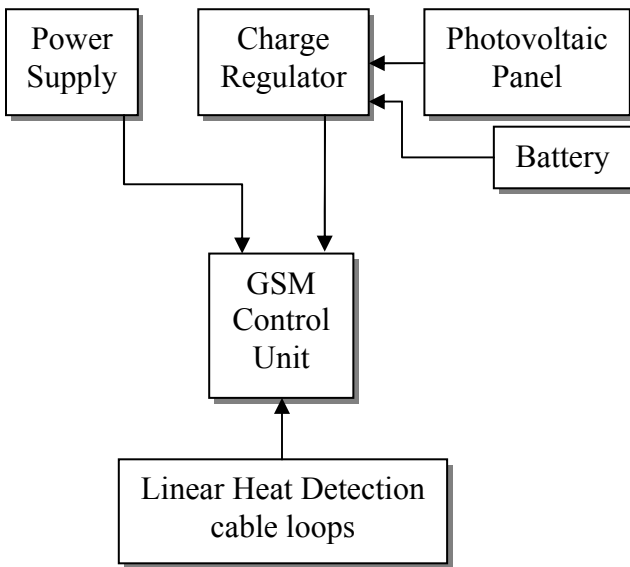 Power
Supply
Charge
Regulator
Photovoltaic
Panel
Battery
GSM
Control
Unit
Linear Heat Detection
cable loops